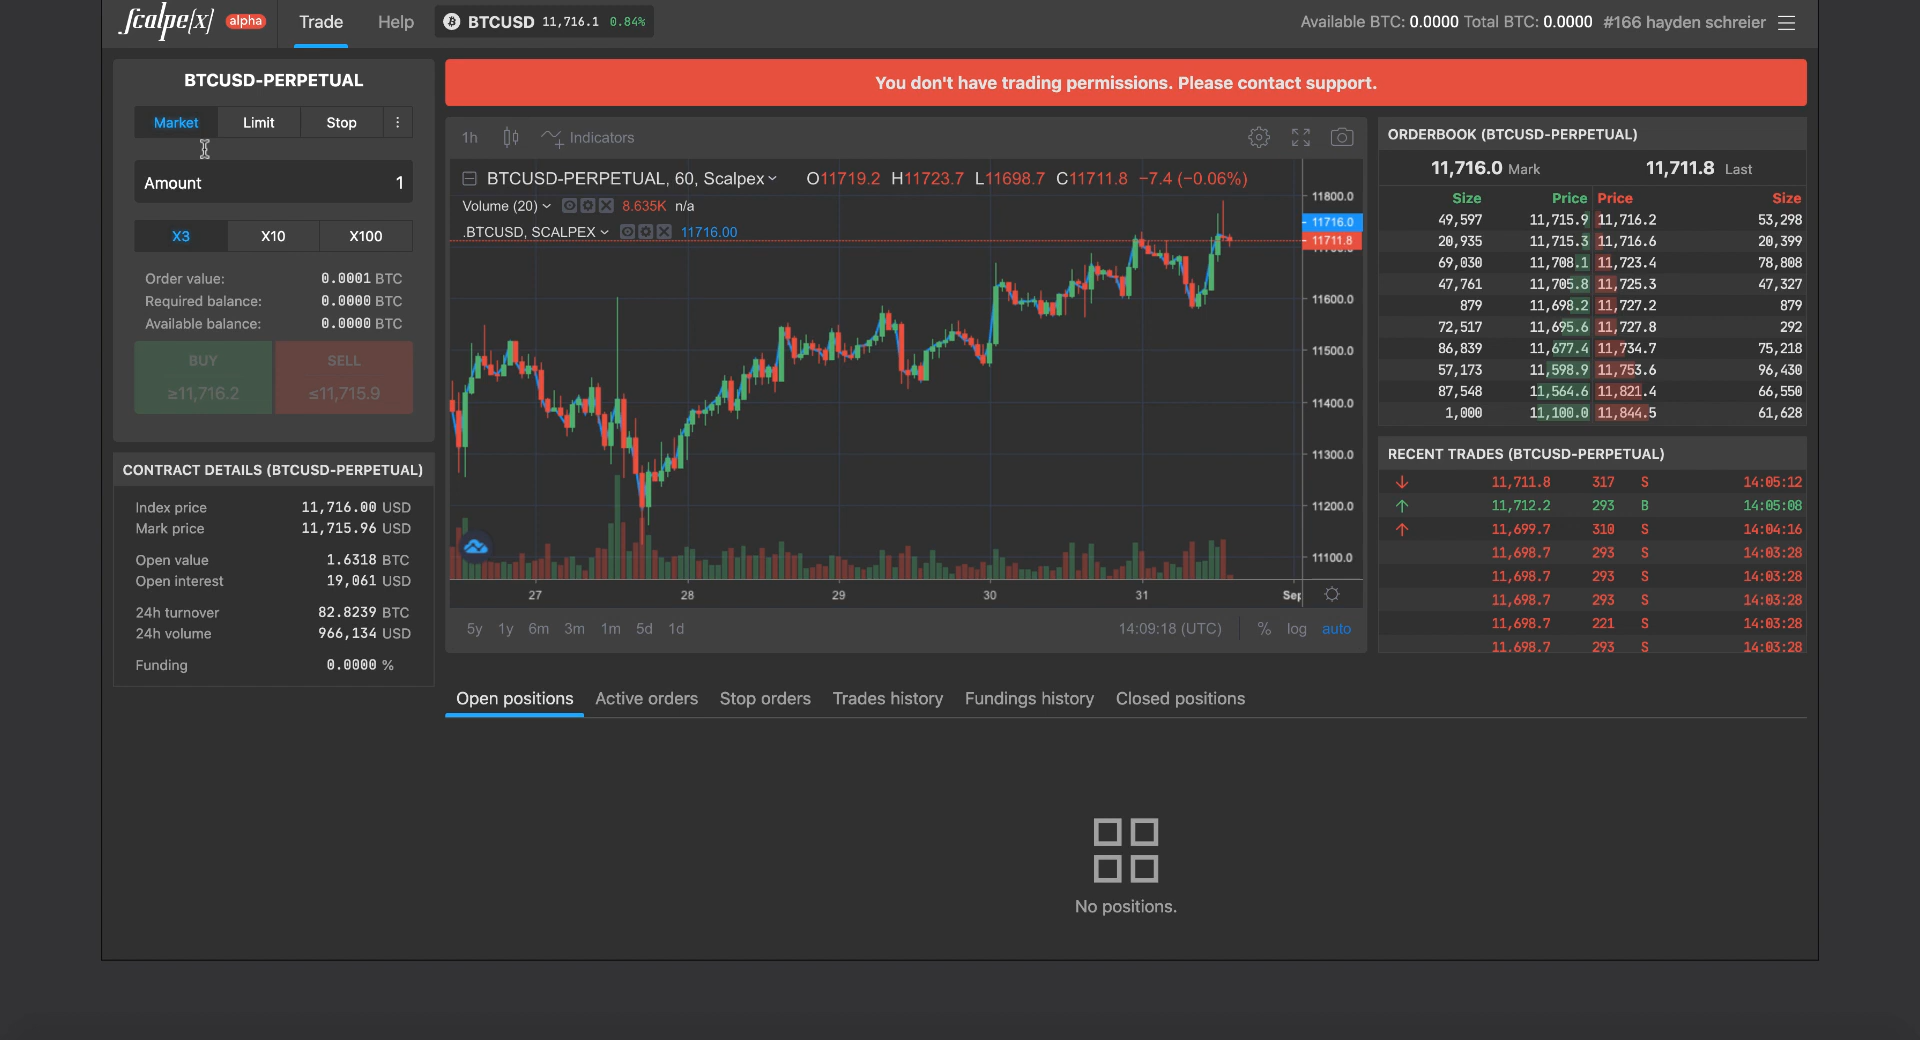 Scalpe[x] alpha Trade Help BTCUSD 11,716.1 0.84% Available BTC: 0.0000 Total BTC: 0.0000 #166 hayden schreier
BTCUSD-PERPETUAL
Market Limit Stop
Amount 1
X3 X10 X100
Order value: 0.0001 BTC
Required balance: 0.0000 BTC
Available balance: 0.0000 BTC
BUY SELL
≥11,716.2 ≤11,715.9
CONTRACT DETAILS (BTCUSD-PERPETUAL)
Index price 11,716.00 USD
Mark price 11,715.96 USD
Open value 1.6318 BTC
Open interest 19,061 USD
24h turnover 82.8239 BTC
24h volume 966,134 USD
Funding 0.0000 %
You don't have trading permissions. Please contact support.
1h Indicators
BTCUSD-PERPETUAL, 60, Scalpex O11719.2 H11723.7 L11698.7 C11711.8 −7.4 (−0.06%)
Volume (20) 8.635K n/a
.BTCUSD, SCALPEX 11716.00
11800.0
11716.0
11711.8
11600.0
11500.0
11400.0
11300.0
11200.0
11100.0
27 28 29 30 31 Sep
5y 1y 6m 3m 1m 5d 1d 14:09:18 (UTC) % log auto
ORDERBOOK (BTCUSD-PERPETUAL)
11,716.0 Mark 11,711.8 Last
Size Price Price Size
49,597 11,715.9 11,716.2 53,298
20,935 11,715.3 11,716.6 20,399
69,030 11,708.1 11,723.4 78,808
47,761 11,705.8 11,725.3 47,327
879 11,698.2 11,727.2 879
72,517 11,695.6 11,727.8 292
86,839 11,677.4 11,734.7 75,218
57,173 11,598.9 11,753.6 96,430
87,548 11,564.6 11,821.4 66,550
1,000 11,100.0 11,844.5 61,628
RECENT TRADES (BTCUSD-PERPETUAL)
↓ 11,711.8 317 S 14:05:12
↑ 11,712.2 293 B 14:05:08
↑ 11,699.7 310 S 14:04:16
11,698.7 293 S 14:03:28
11,698.7 293 S 14:03:28
11,698.7 293 S 14:03:28
11,698.7 221 S 14:03:28
11,698.7 293 S 14:03:28
Open positions Active orders Stop orders Trades history Fundings history Closed positions
No positions.